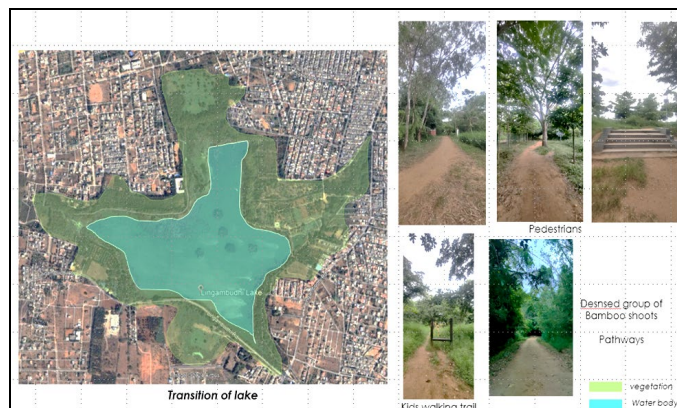 Lingambudhi Lake
Transition of lake
Pedestrians
Desnsed group of
Bamboo shoots
Pathways
Kids walking trail
vegetation
Water body